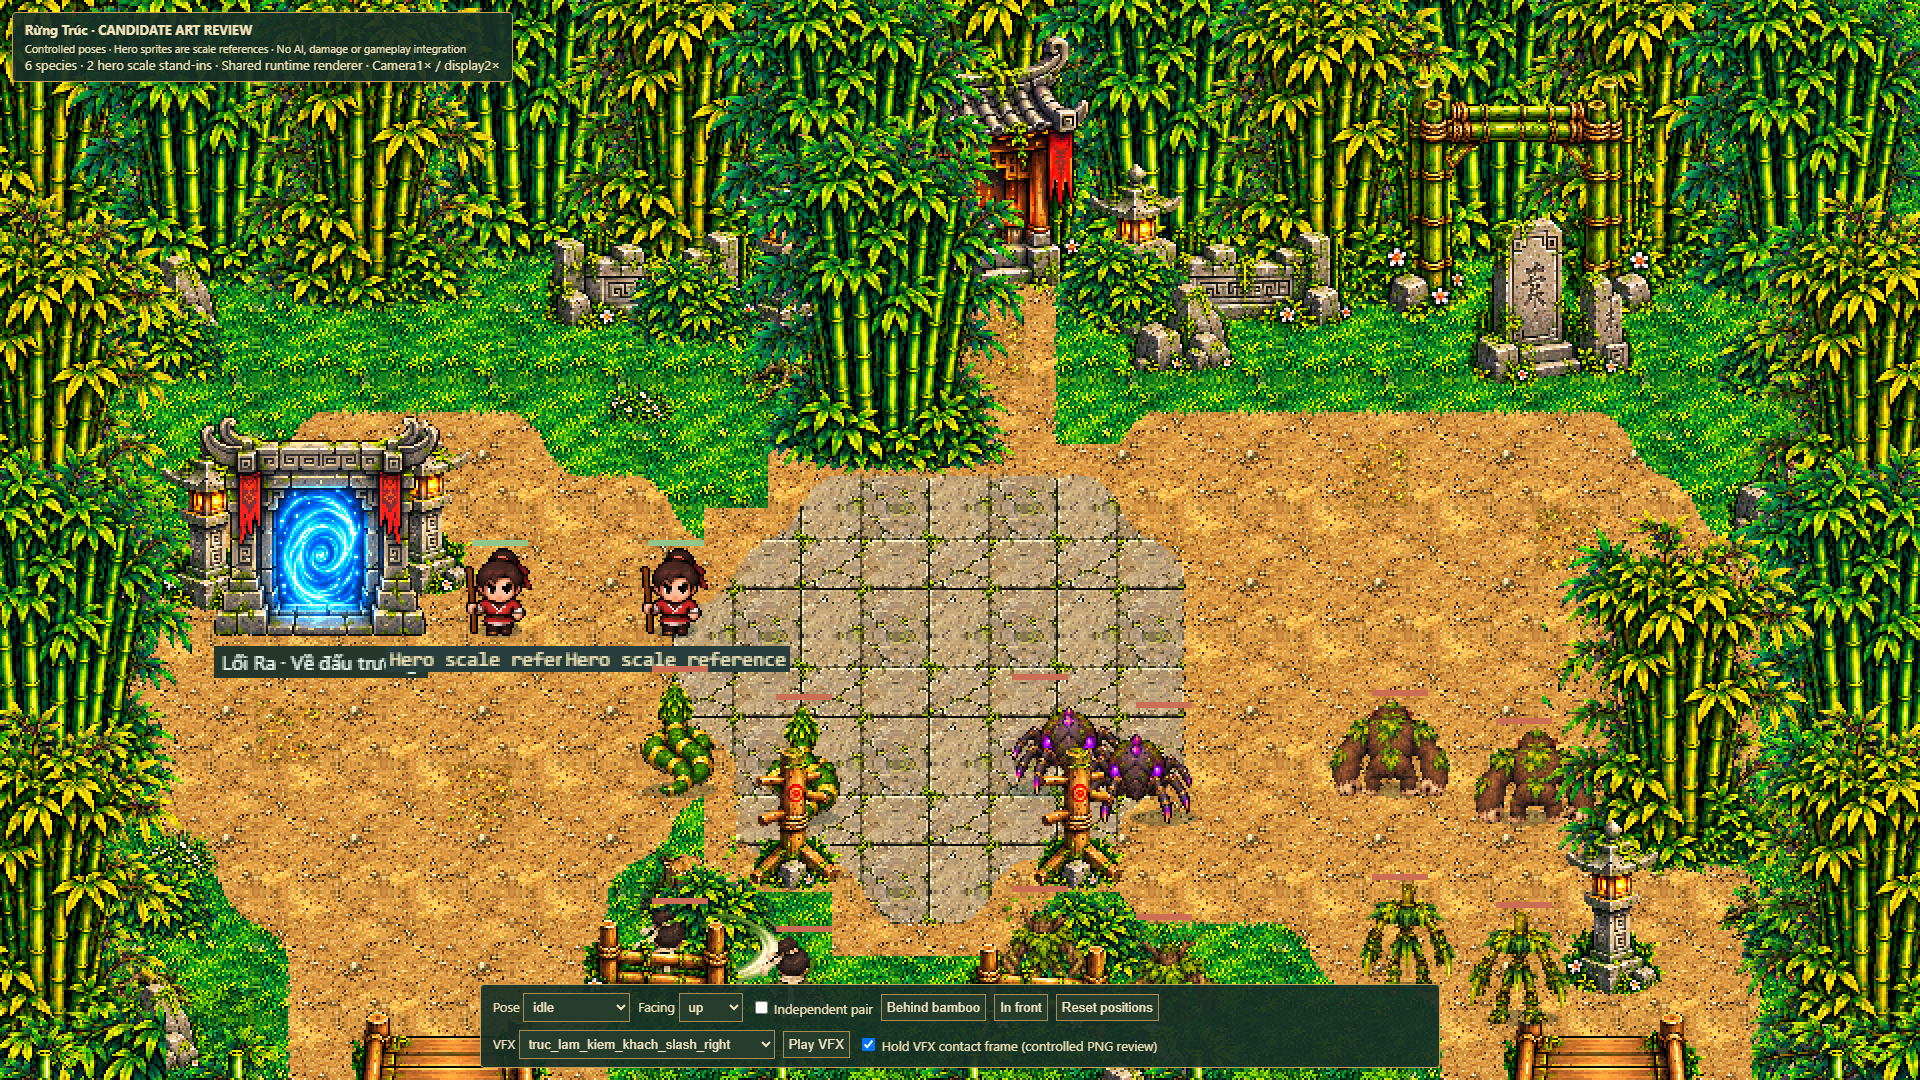 Rừng Trúc · CANDIDATE ART REVIEW
Controlled poses · Hero sprites are scale references · No AI, damage or gameplay integration
6 species · 2 hero scale stand-ins · Shared runtime renderer · Camera1× / display2×
Lối Ra - Về đấu
Hero scale refer
Hero scale reference
Pose idle Facing up Independent pair Behind bamboo In front Reset positions
VFX truc_lam_kiem_khach_slash_right Play VFX Hold VFX contact frame (controlled PNG review)